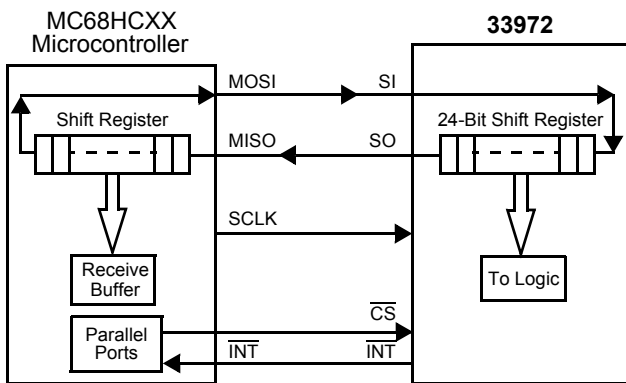 MC68HCXX
Microcontroller
33972
MOSI
SI
Shift Register
24-Bit Shift Register
MISO
SO
SCLK
Receive
Buffer
To Logic
CS
Parallel
Ports
INT
INT